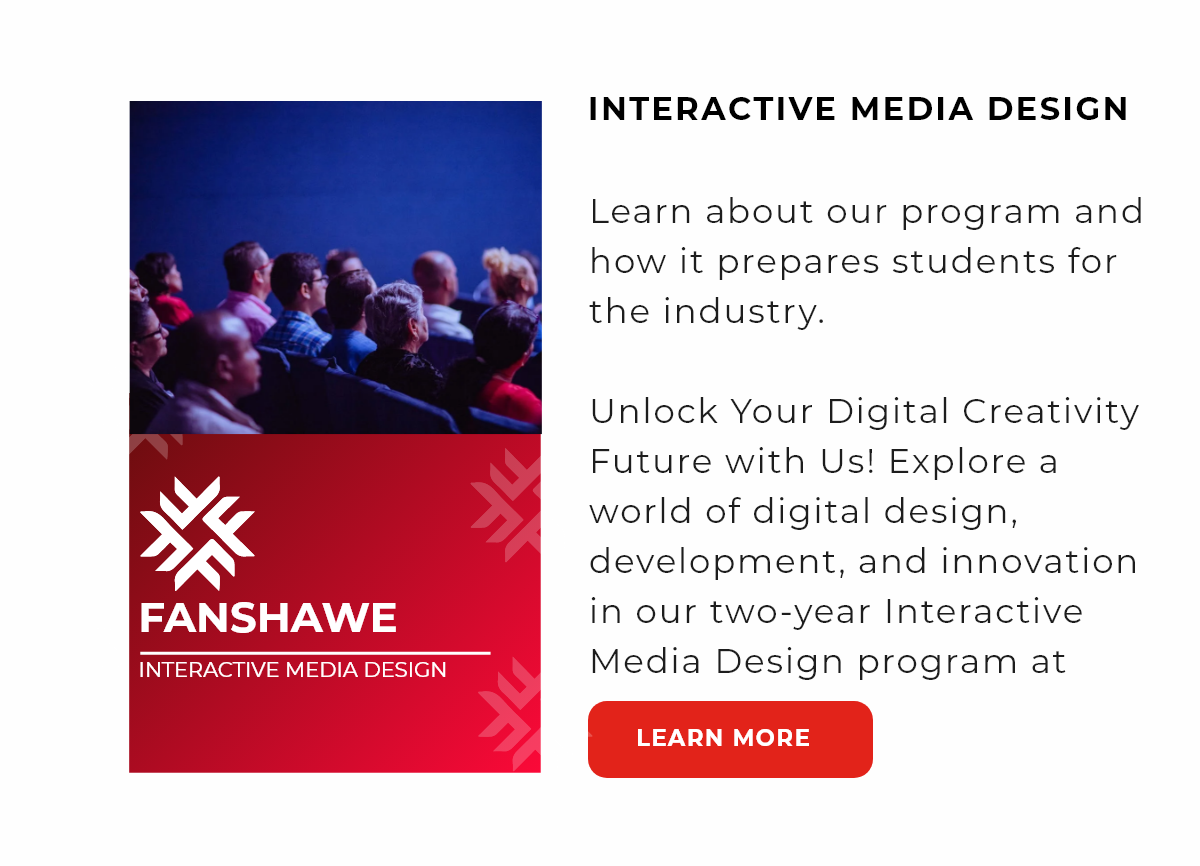 INTERACTIVE MEDIA DESIGN
Learn about our program and
how it prepares students for
the industry.
Unlock Your Digital Creativity
Future with Us! Explore a
world of digital design,
development, and innovation
in our two-year Interactive
Media Design program at
LEARN MORE
FANSHAWE
INTERACTIVE MEDIA DESIGN